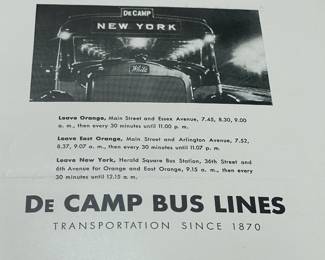 DE CAMP
NEW YORK
White
Leave Orange, Main Street and Essex Avenue, 7.45, 8.30, 9.00
a. m., then every 30 minutes until 11.00 p. m.
Leave East Orange, Main Street and Arlington Avenue, 7.52,
8.37, 9.07 a. m., then every 30 minutes until 11.07 p. m.
Leave New York, Herald Square Bus Station, 36th Street and
6th Avenue for Orange and East Orange, 9.15 a. m., then every
30 minutes until 12.15 a. m.
DE CAMP BUS LINES
TRANSPORTATION SINCE 1870